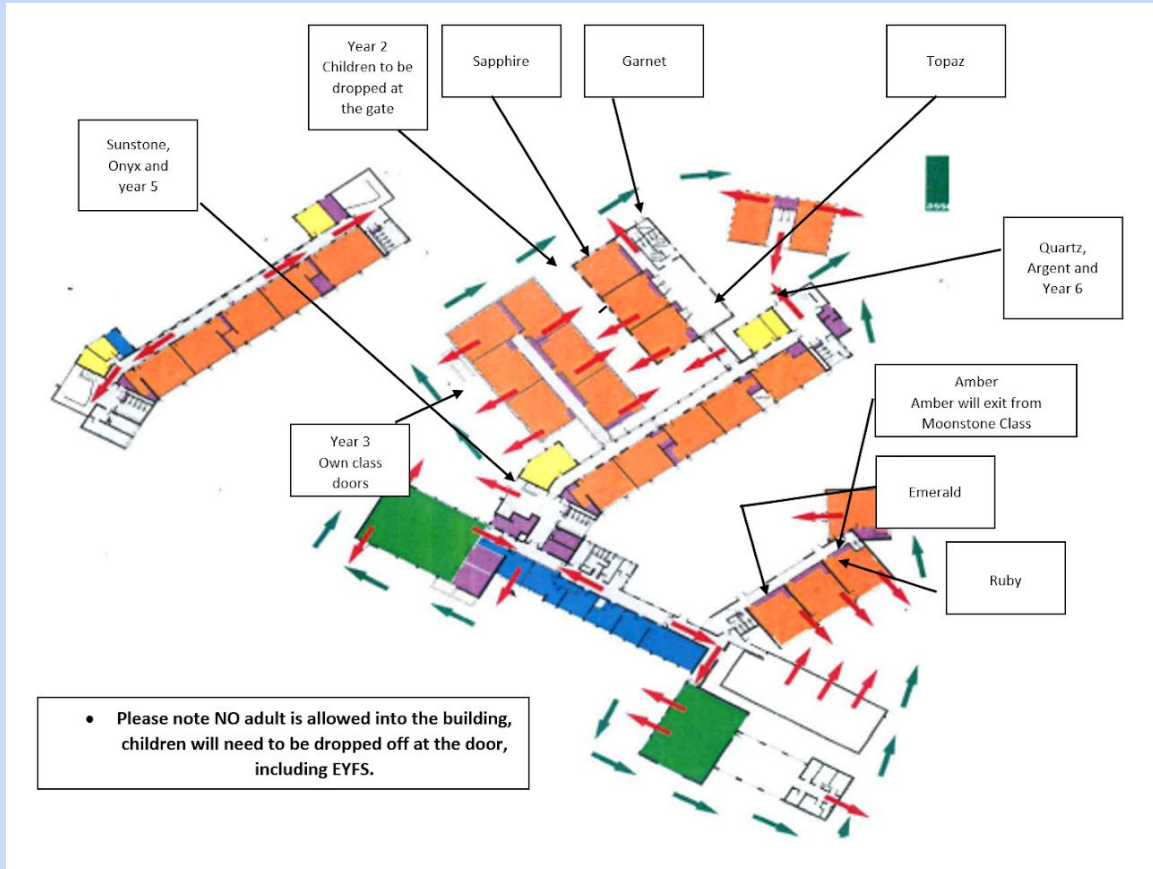 Year 2
Children to be
dropped at
the gate
Sapphire
Garnet
Topaz
Sunstone,
Onyx and
year 5
Quartz,
Argent and
Year 6
Amber
Amber will exit from
Moonstone Class
Year 3
Own class
doors
Emerald
Ruby
• Please note NO adult is allowed into the building,
children will need to be dropped off at the door,
including EYFS.